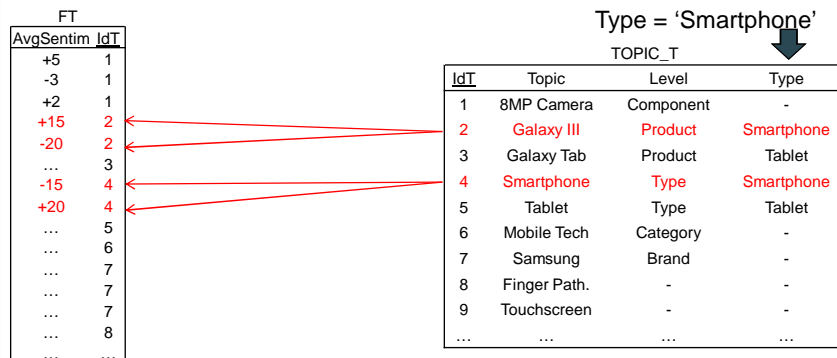 FT
AvgSentim IdT
+5 1
-3 1
+2 1
+15 2
-20 2
... 3
-15 4
+20 4
... 5
... 6
... 7
... 7
... 7
... 8
... ...
Type = ‘Smartphone’
TOPIC_T
IdT Topic Level Type
1 8MP Camera Component -
2 Galaxy III Product Smartphone
3 Galaxy Tab Product Tablet
4 Smartphone Type Smartphone
5 Tablet Type Tablet
6 Mobile Tech Category -
7 Samsung Brand -
8 Finger Path. - -
9 Touchscreen - -
... ... ... ...